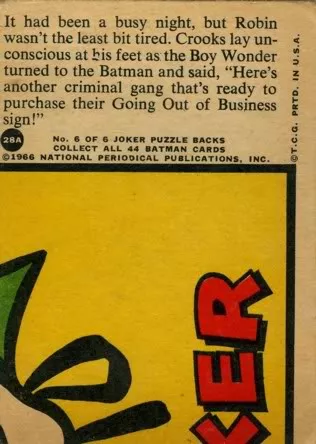 It had been a busy night, but Robin
wasn't the least bit tired. Crooks lay un-
conscious at his feet as the Boy Wonder
turned to the Batman and said, "Here's
another criminal gang that's ready to
purchase their Going Out of Business
sign!"
28A
No. 6 OF 6 JOKER PUZZLE BACKS
COLLECT ALL 44 BATMAN CARDS
©1966 NATIONAL PERIODICAL PUBLICATIONS, INC.
©T.C.G. PRTD. IN U.S.A.
KER